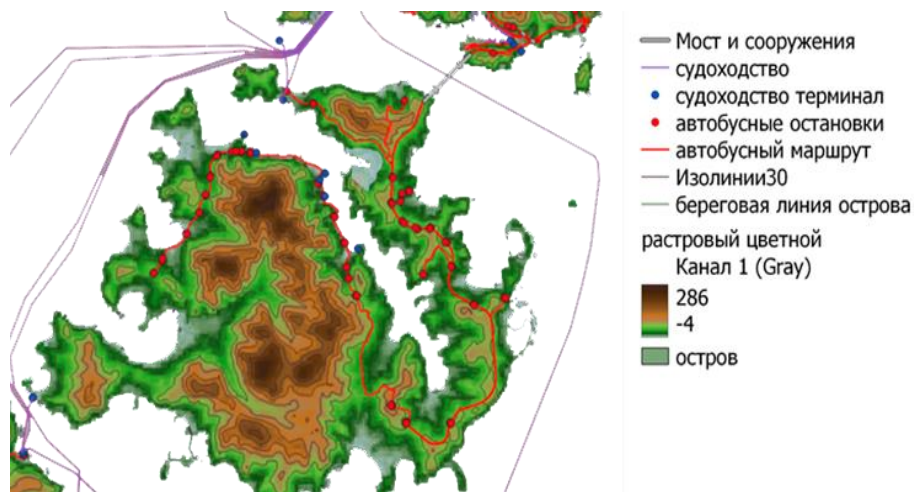 Мост и сооружения
судоходство
судоходство терминал
автобусные остановки
автобусный маршрут
Изолинии30
береговая линия острова
растровый цветной
Канал 1 (Gray)
286
-4
остров